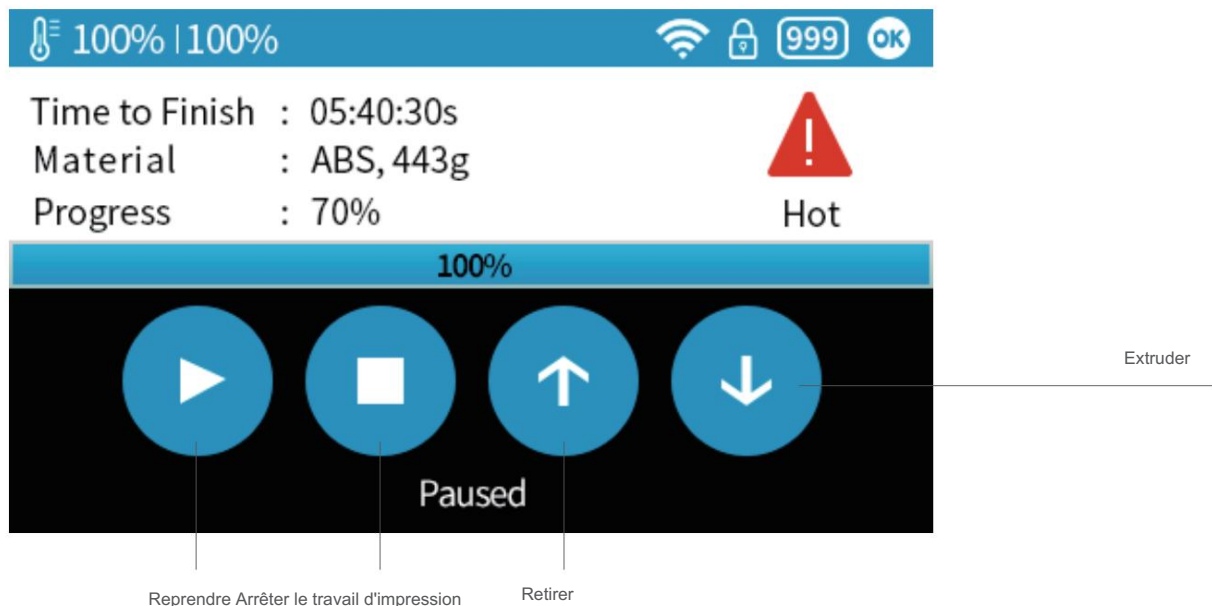 100% | 100%
999
OK
Time to Finish : 05:40:30s
Material : ABS, 443g
Progress : 70%
!
Hot
100%
Extruder
Paused
Reprendre Arrêter le travail d'impression
Retirer